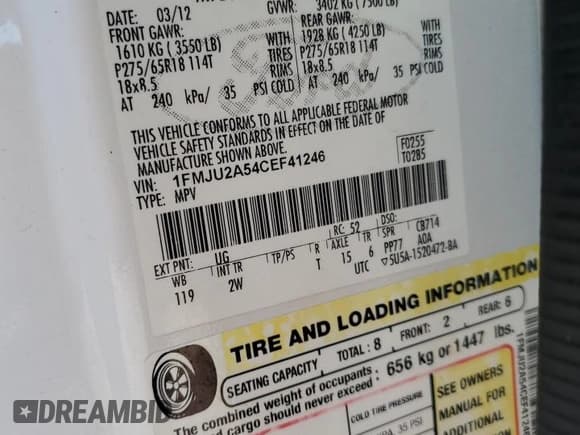 DATE: 03/12
GVWR: 3402 KG ( 7500 LB)
FRONT GAWR: REAR GAWR:
1610 KG ( 3550 LB) WITH 1928 KG ( 4250 LB) WITH
P275/65R18 114T TIRES P275/65R18 114T TIRES
18x8.5 RIMS 18x8.5 RIMS
AT 240 kPa/ 35 PSI COLD AT 240 kPa/ 35 PSI COLD
Ford
THIS VEHICLE CONFORMS TO ALL APPLICABLE FEDERAL MOTOR
VEHICLE SAFETY STANDARDS IN EFFECT ON THE DATE OF
MANUFACTURE SHOWN ABOVE.
VIN: 1FMJU2A54CEF41246
TYPE: MPV
F0255
T0285
EXT PNT: UG RC: 52 DSO:
WB INT TR TP/PS R AXLE TR SPR CB714
119 2W T 15 6 PP77 AOA
UTC 5U5A-1520472-BA
TIRE AND LOADING INFORMATION
SEATING CAPACITY TOTAL: 8 FRONT: 2 REAR: 6
The combined weight of occupants
and cargo should never exceed: 656 kg or 1447 lbs.
COLD TIRE PRESSURE
35 PSI
SEE OWNERS
MANUAL FOR
ADDITIONAL
1FMJU2A54CEF41246
DREAMBID